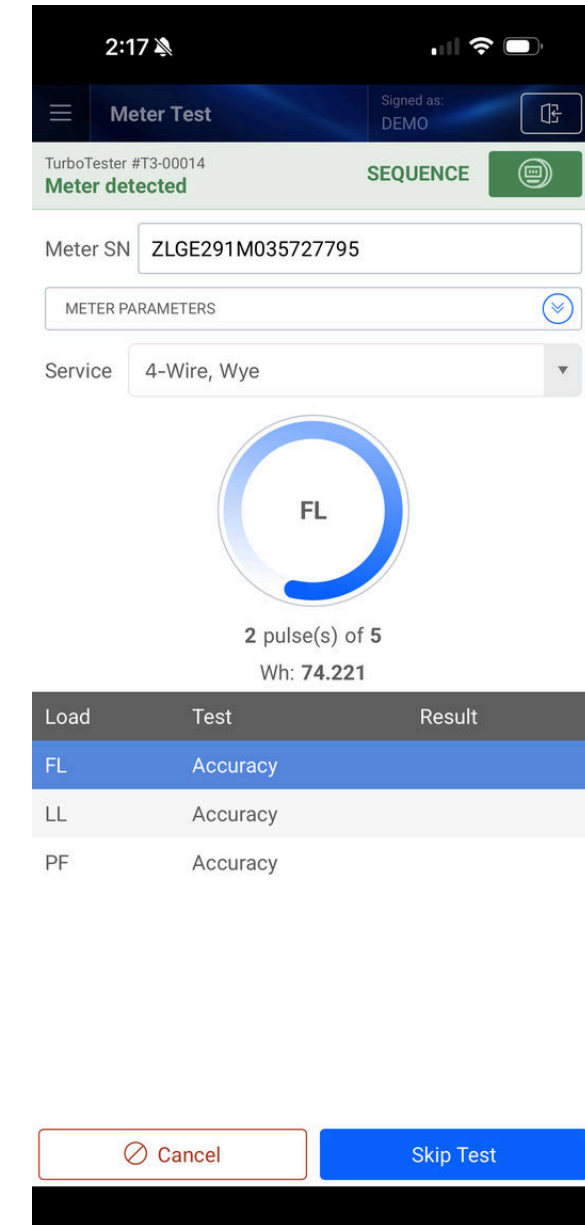 2:17
Meter Test
Signed as:
DEMO
TurboTester #T3-00014
Meter detected
SEQUENCE
Meter SN ZLGE291M035727795
METER PARAMETERS
Service 4-Wire, Wye
FL
2 pulse(s) of 5
Wh: 74.221
Load Test Result
FL Accuracy
LL Accuracy
PF Accuracy
Cancel Skip Test